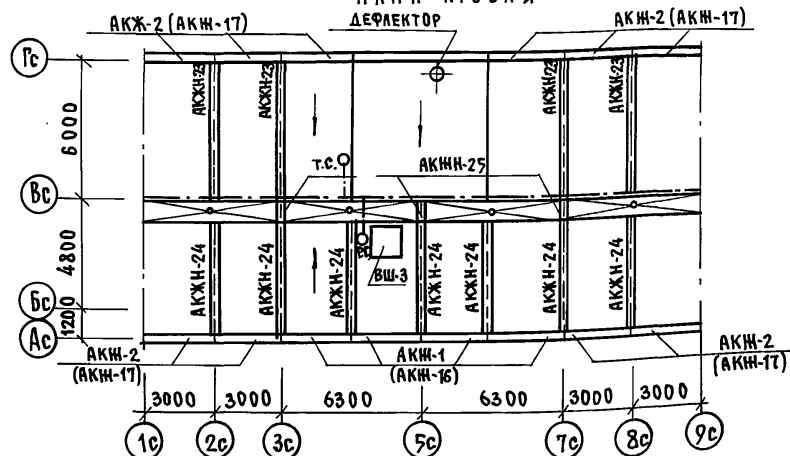 АКЖ-2 (АКЖ-17)
ДЕФЛЕКТОР
АКЖ-2 (АКЖ-17)
Гс
АКЖН-23
АКЖН-23
АКЖН-23
АКЖН-23
6000
Т.С.
АКЖН-25
Вс
4800
АКЖН-24
АКЖН-24
АКЖН-24
ВШ-3
АКЖН-24
АКЖН-24
АКЖН-24
АКЖН-24
Бс
1200
Ас
АКЖ-2
(АКЖ-17)
АКЖ-1
(АКЖ-16)
АКЖ-2
(АКЖ-17)
3000 3000 6300 6300 3000 3000
1с 2с 3с 5с 7с 8с 9с